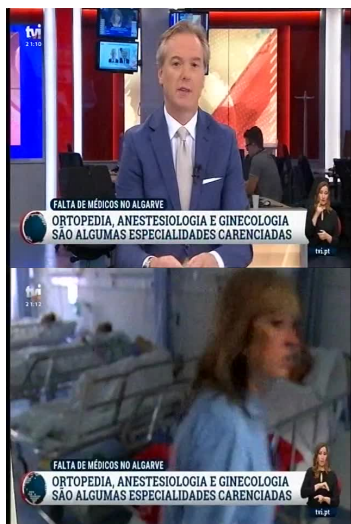 tvi
21:10
FALTA DE MÉDICOS NO ALGARVE
ORTOPEDIA, ANESTESIOLOGIA E GINECOLOGIA
SÃO ALGUMAS ESPECIALIDADES CARENCIADAS
tvi.pt
tvi
21:12
FALTA DE MÉDICOS NO ALGARVE
ORTOPEDIA, ANESTESIOLOGIA E GINECOLOGIA
SÃO ALGUMAS ESPECIALIDADES CARENCIADAS
tvi.pt